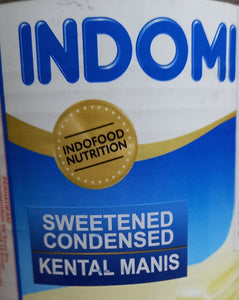 INDOMI
INDOFOOD
NUTRITION
SWEETENED
CONDENSED
KENTAL MANIS